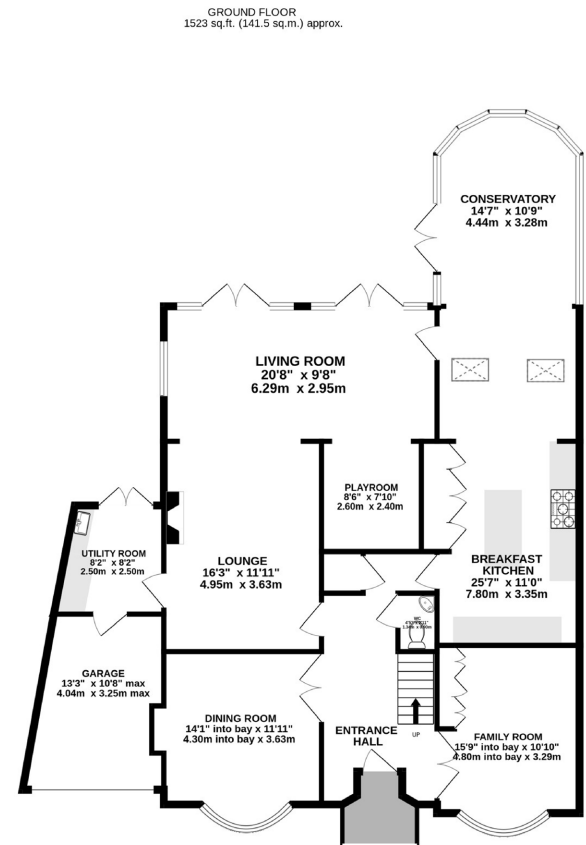 GROUND FLOOR
1523 sq.ft. (141.5 sq.m.) approx.
CONSERVATORY
14'7" x 10'9"
4.44m x 3.28m
LIVING ROOM
20'8" x 9'8"
6.29m x 2.95m
PLAYROOM
8'6" x 7'10"
2.60m x 2.40m
UTILITY ROOM
8'2" x 8'2"
2.50m x 2.50m
LOUNGE
16'3" x 11'11"
4.95m x 3.63m
BREAKFAST
KITCHEN
25'7" x 11'0"
7.80m x 3.35m
WC
GARAGE
13'3" x 10'8" max
4.04m x 3.25m max
DINING ROOM
14'1" into bay x 11'11"
4.30m into bay x 3.63m
ENTRANCE
HALL
UP
FAMILY ROOM
15'9" into bay x 10'10"
4.80m into bay x 3.29m